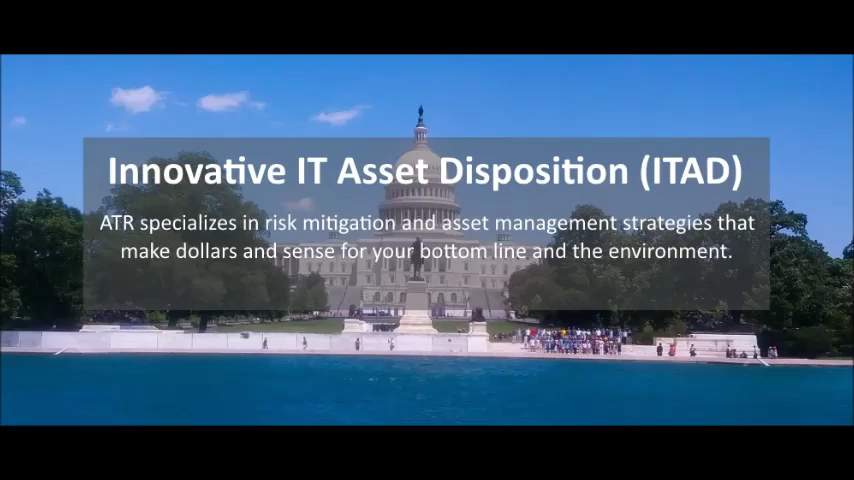 Innovative IT Asset Disposition (ITAD)
ATR specializes in risk mitigation and asset management strategies that
make dollars and sense for your bottom line and the environment.